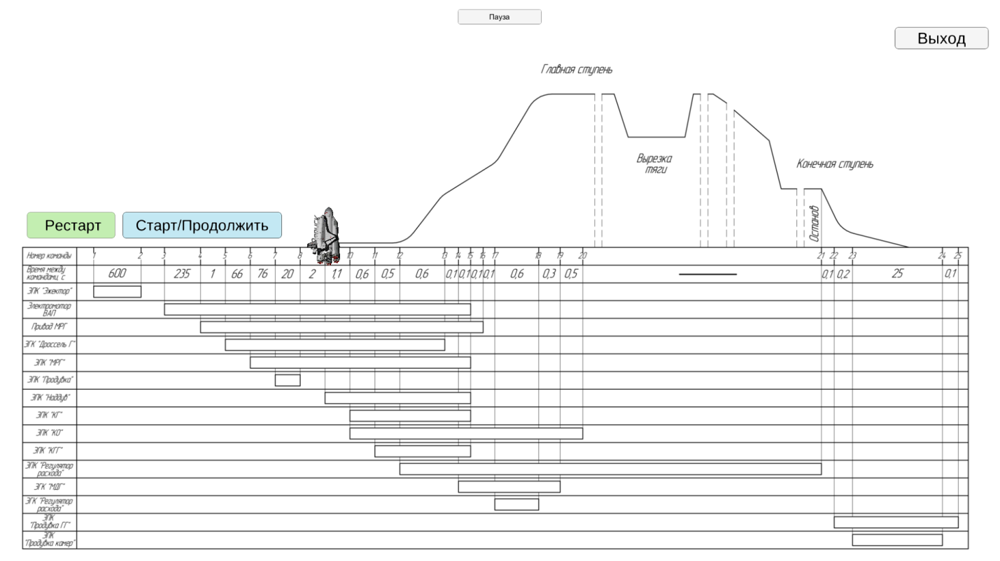 Пауза
Выход
Главная ступень
Вырезка
тяги
Конечная ступень
Останов
Рестарт
Старт/Продолжить
Номер команды 1 2 3 4 5 6 7 8 10 11 12 13 14 15 16 17 18 19 20 21 22 23 24 25
Время между
командами, с
600 235 1 66 76 20 2 1,1 0,6 0,5 0,6 0,1 0,1 0,1 0,1 0,6 0,3 0,5 0,1 0,2 25 0,1
ЭПК "Эжектор"
Электромотор
ВАП
Привод МРГ
ЭГК "Дроссель Г"
ЭПК "МРГ"
ЭПК "Продувка"
ЭПК "Наддув"
ЭПК "КГ"
ЭПК "КО"
ЭПК "КГГ"
ЭПК "Регулятор
расхода"
ЭГК "МДГ"
ЭГК "Регулятор
расхода"
ЭПК
"Продувка ГГ"
ЭПК
"Продувка камер"